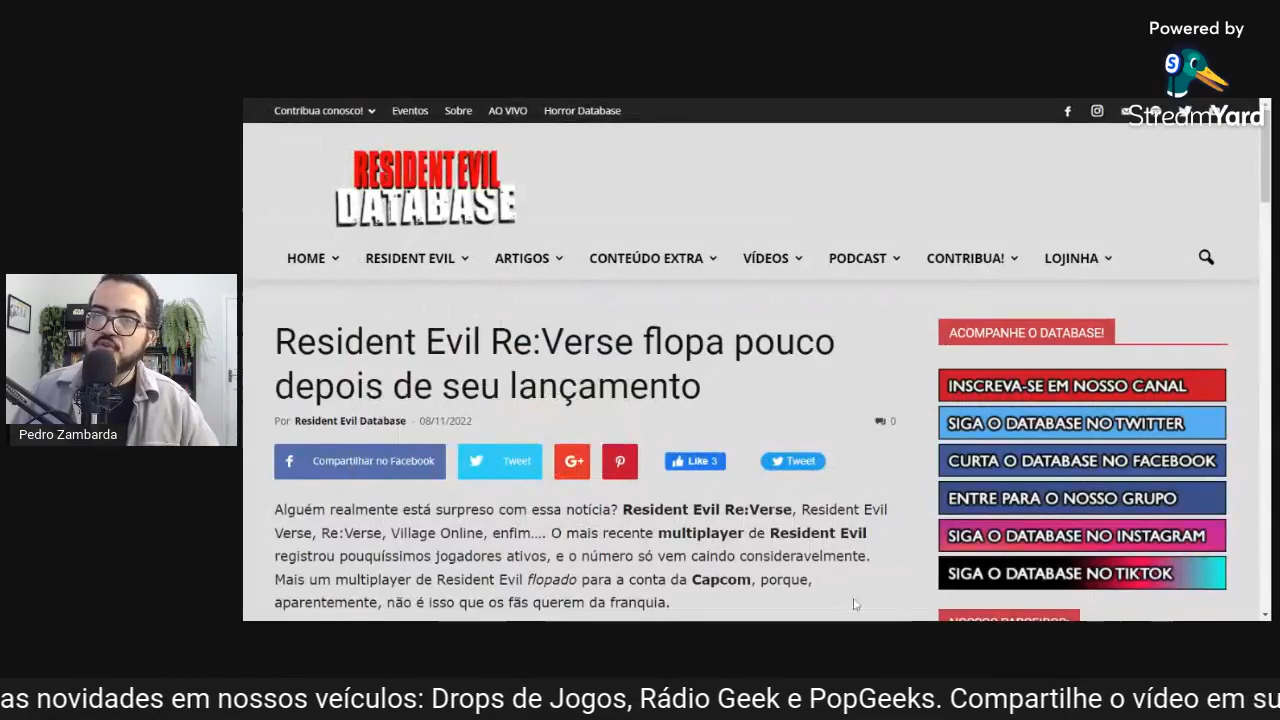 Powered by
StreamYard
Contribua conosco! Eventos Sobre AO VIVO Horror Database
RESIDENT EVIL
DATABASE
HOME RESIDENT EVIL ARTIGOS CONTEÚDO EXTRA VÍDEOS PODCAST CONTRIBUA! LOJINHA
Resident Evil Re:Verse flopa pouco
depois de seu lançamento
Por Resident Evil Database - 08/11/2022 0
Compartilhar no Facebook Tweet G+ Like 3 Tweet
Alguém realmente está surpreso com essa notícia? Resident Evil Re:Verse, Resident Evil
Verse, Re:Verse, Village Online, enfim.... O mais recente multiplayer de Resident Evil
registrou pouquíssimos jogadores ativos, e o número só vem caindo consideravelmente.
Mais um multiplayer de Resident Evil flopado para a conta da Capcom, porque,
aparentemente, não é isso que os fãs querem da franquia.
ACOMPANHE O DATABASE!
INSCREVA-SE EM NOSSO CANAL
SIGA O DATABASE NO TWITTER
CURTA O DATABASE NO FACEBOOK
ENTRE PARA O NOSSO GRUPO
SIGA O DATABASE NO INSTAGRAM
SIGA O DATABASE NO TIKTOK
Pedro Zambarda
as novidades em nossos veículos: Drops de Jogos, Rádio Geek e PopGeeks. Compartilhe o vídeo em su